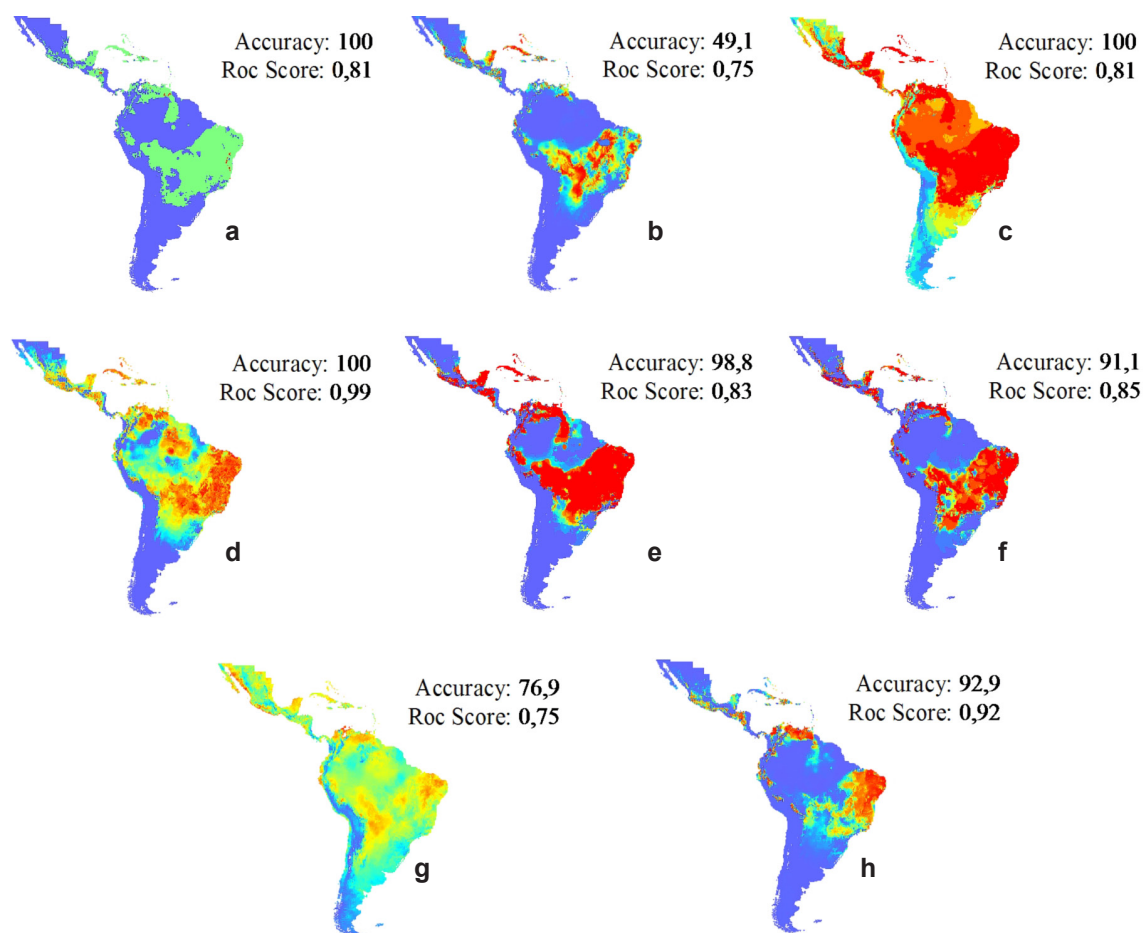 Accuracy: 100
Roc Score: 0,81
a
Accuracy: 49,1
Roc Score: 0,75
b
Accuracy: 100
Roc Score: 0,81
c
Accuracy: 100
Roc Score: 0,99
d
Accuracy: 98,8
Roc Score: 0,83
e
Accuracy: 91,1
Roc Score: 0,85
f
Accuracy: 76,9
Roc Score: 0,75
g
Accuracy: 92,9
Roc Score: 0,92
h